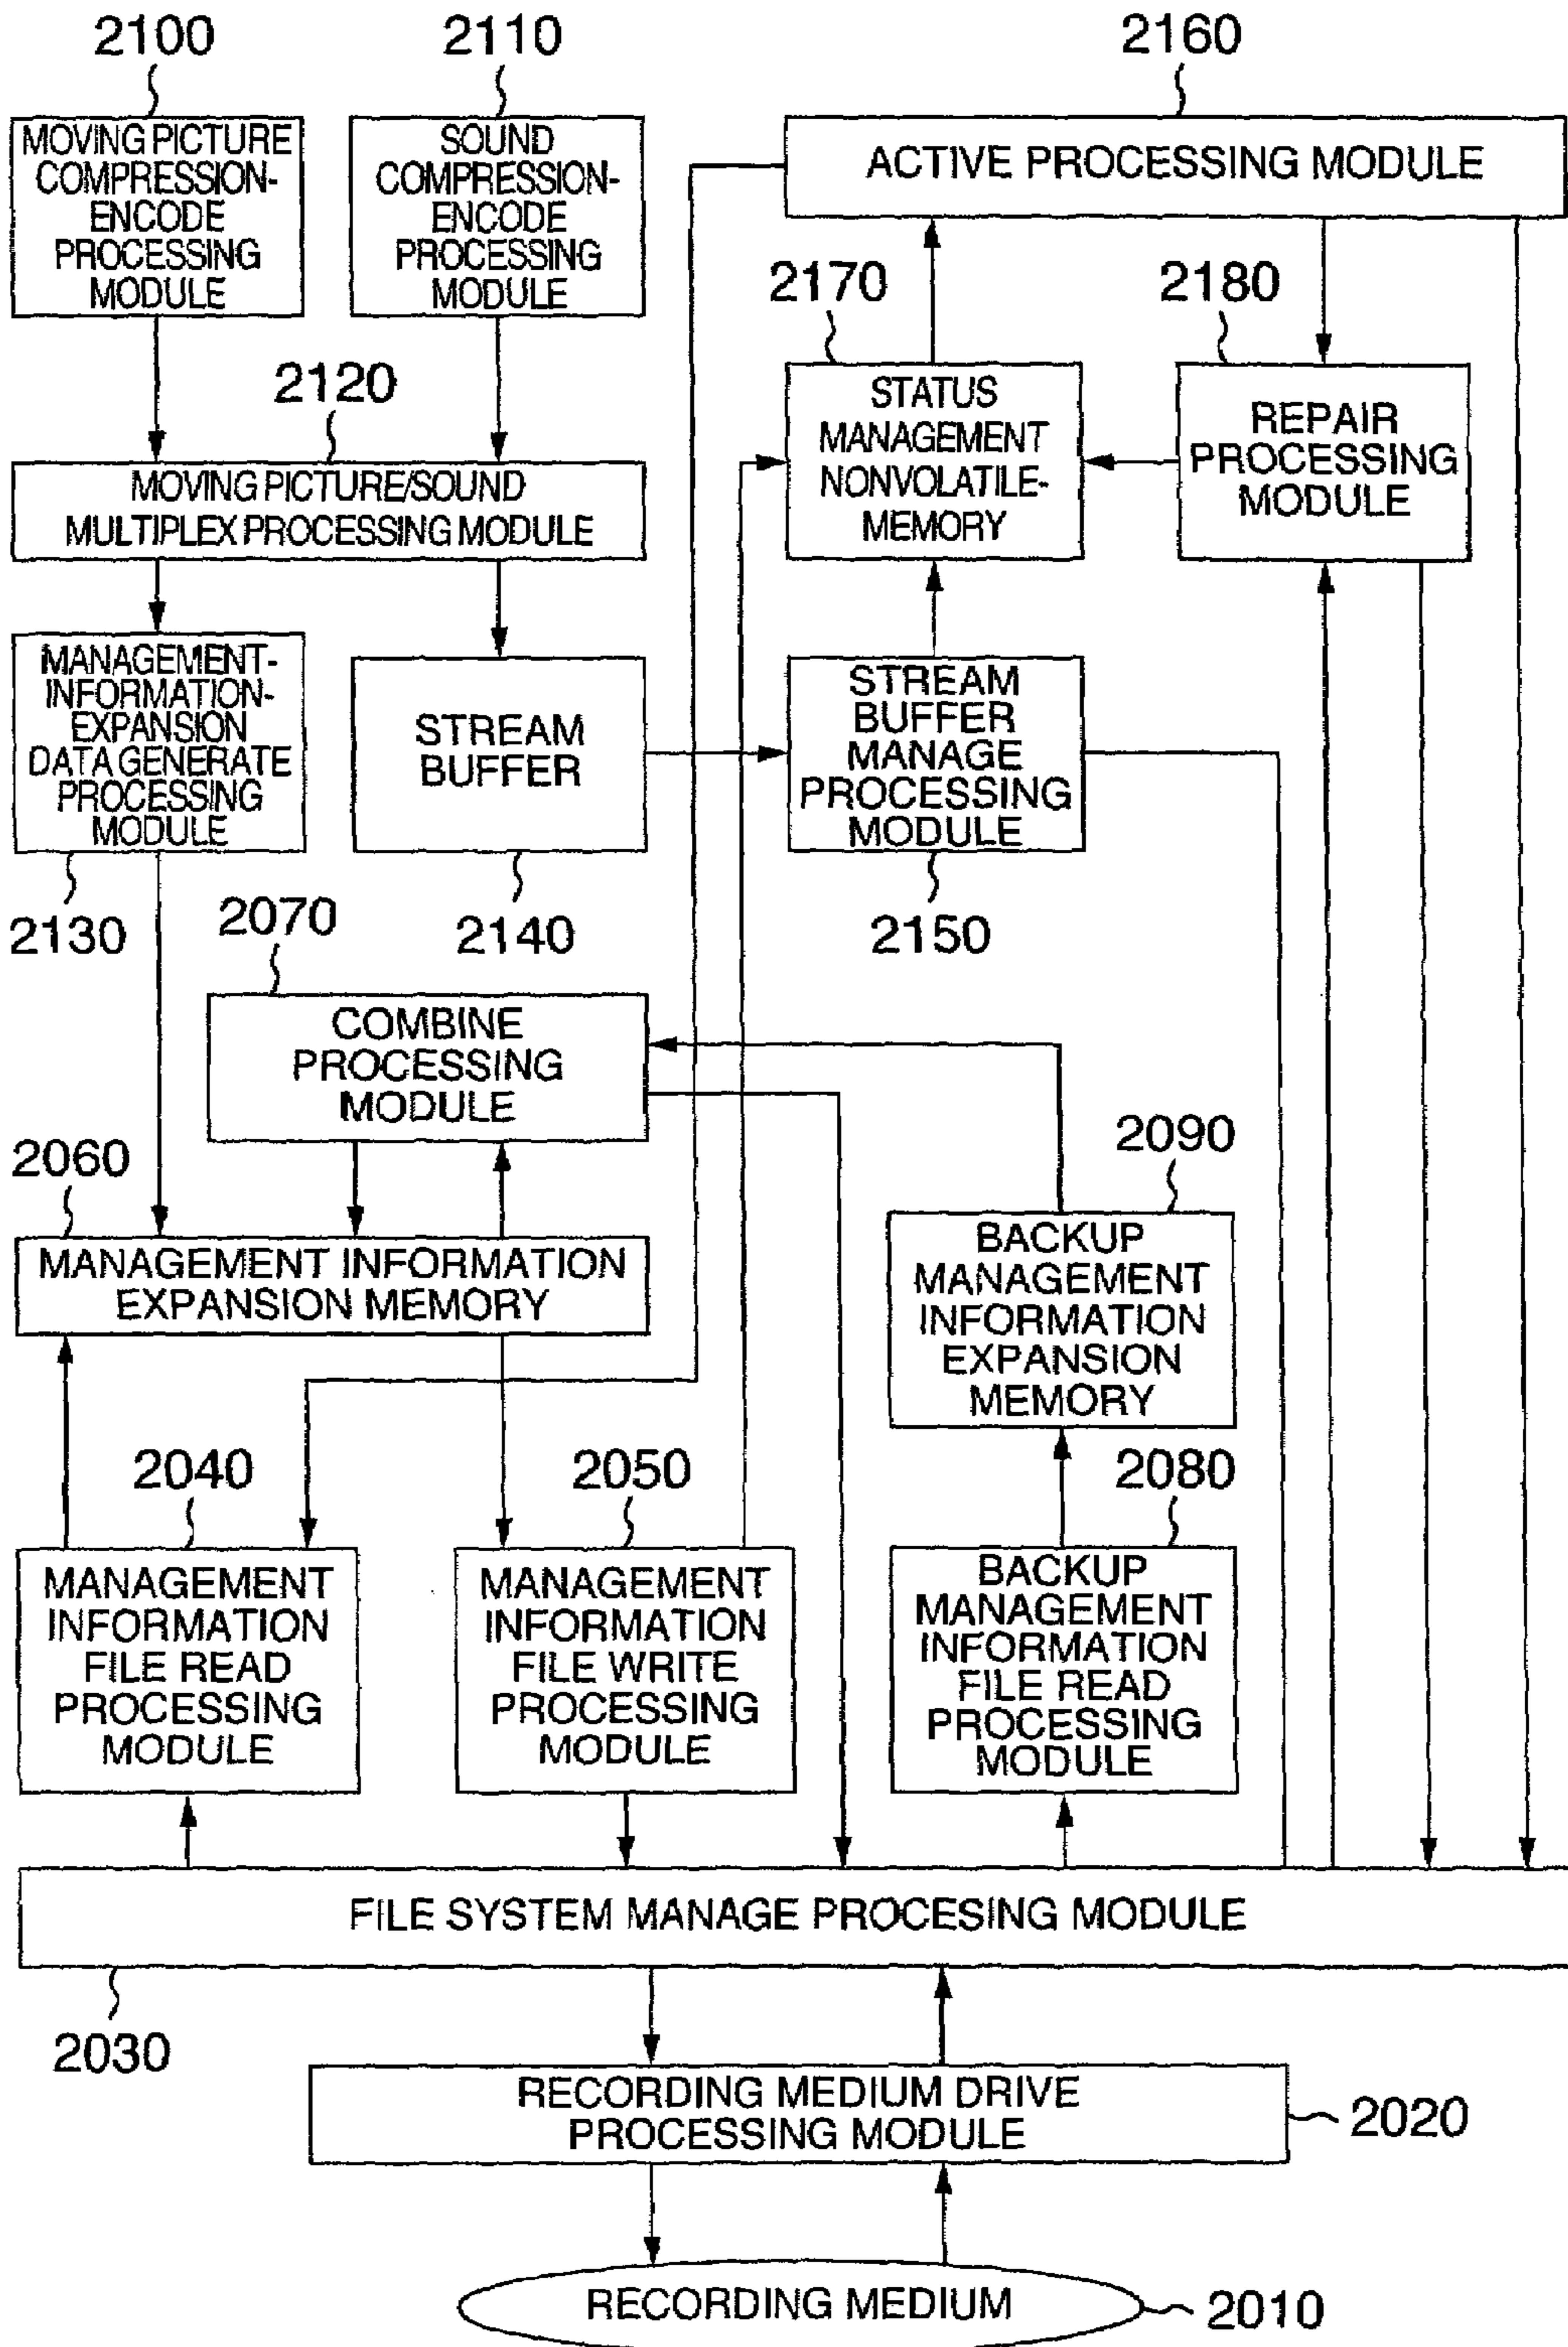 2100
2110
2160
MOVING PICTURE
COMPRESSION-
ENCODE
PROCESSING
MODULE
SOUND
COMPRESSION-
ENCODE
PROCESSING
MODULE
ACTIVE PROCESSING MODULE
2170
2180
2120
STATUS
MANAGEMENT
NONVOLATILE-
MEMORY
REPAIR
PROCESSING
MODULE
MOVING PICTURE/SOUND
MULTIPLEX PROCESSING MODULE
MANAGEMENT-
INFORMATION-
EXPANSION
DATA GENERATE
PROCESSING
MODULE
STREAM
BUFFER
STREAM
BUFFER
MANAGE
PROCESSING
MODULE
2130
2070
2140
2150
COMBINE
PROCESSING
MODULE
2060
2090
MANAGEMENT INFORMATION
EXPANSION MEMORY
BACKUP
MANAGEMENT
INFORMATION
EXPANSION
MEMORY
2040
2050
2080
MANAGEMENT
INFORMATION
FILE READ
PROCESSING
MODULE
MANAGEMENT
INFORMATION
FILE WRITE
PROCESSING
MODULE
BACKUP
MANAGEMENT
INFORMATION
FILE READ
PROCESSING
MODULE
FILE SYSTEM MANAGE PROCESING MODULE
2030
RECORDING MEDIUM DRIVE
PROCESSING MODULE
2020
RECORDING MEDIUM
2010